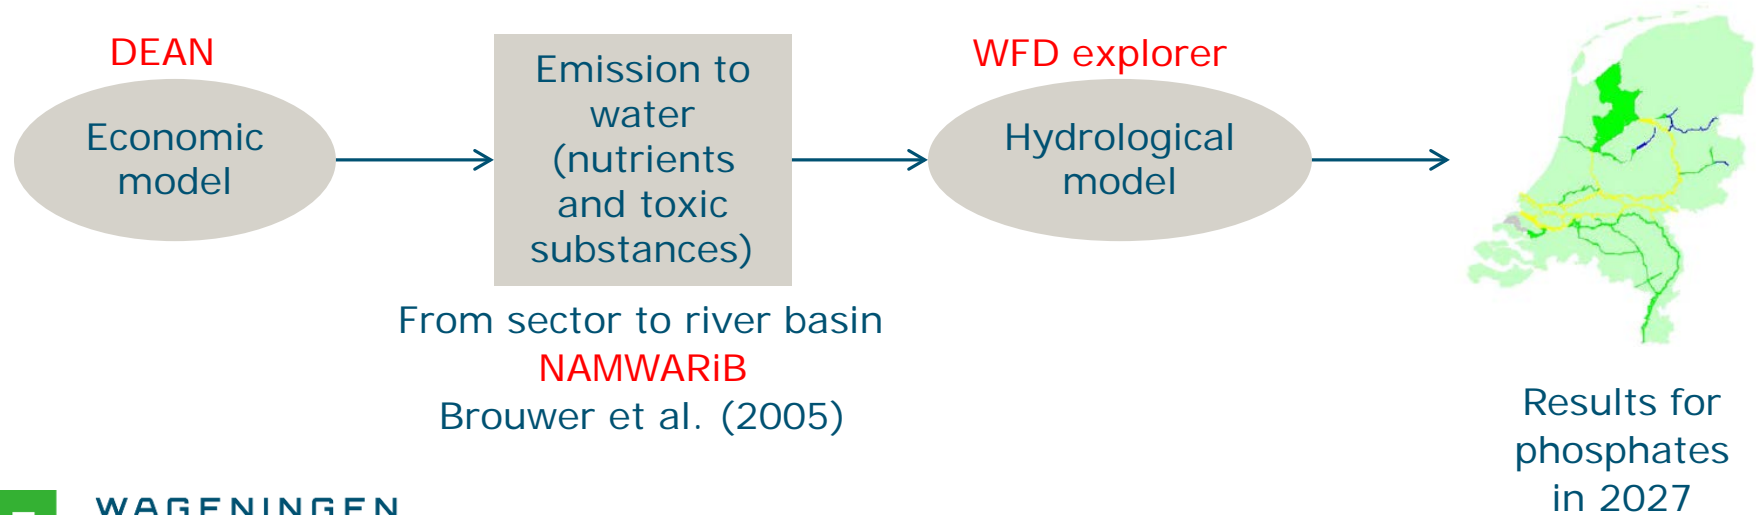 DEAN
Economic
model
Emission to
water
(nutrients
and toxic
substances)
From sector to river basin
NAMWARiB
Brouwer et al. (2005)
WFD explorer
Hydrological
model
Results for
phosphates
in 2027
WAGENINGEN